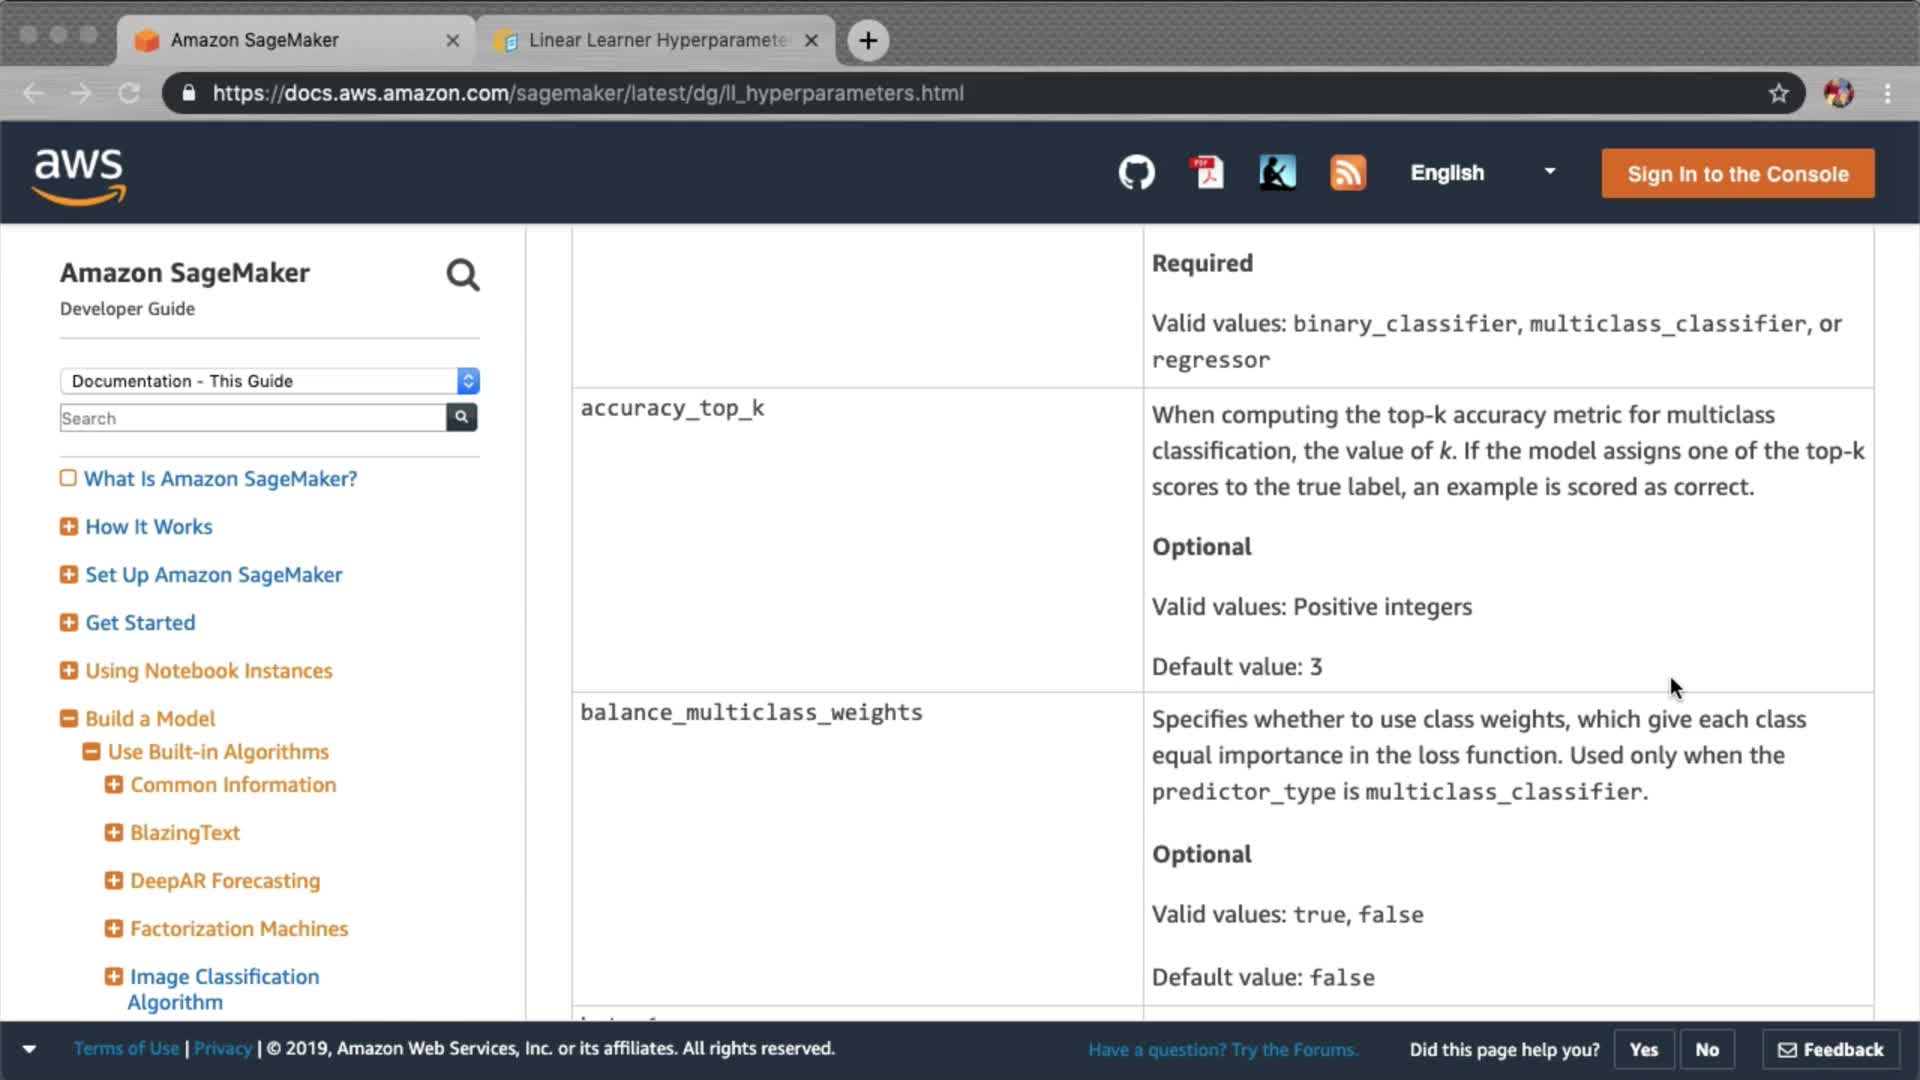 Amazon SageMaker
Linear Learner Hyperparamete
https://docs.aws.amazon.com/sagemaker/latest/dg/ll_hyperparameters.html
aws
PDF
English
Sign In to the Console
Amazon SageMaker
Developer Guide
Documentation - This Guide
Search
What Is Amazon SageMaker?
How It Works
Set Up Amazon SageMaker
Get Started
Using Notebook Instances
Build a Model
Use Built-in Algorithms
Common Information
BlazingText
DeepAR Forecasting
Factorization Machines
Image Classification
Algorithm
Required
Valid values: binary_classifier, multiclass_classifier, or
regressor
accuracy_top_k
When computing the top-k accuracy metric for multiclass
classification, the value of k. If the model assigns one of the top-k
scores to the true label, an example is scored as correct.
Optional
Valid values: Positive integers
Default value: 3
balance_multiclass_weights
Specifies whether to use class weights, which give each class
equal importance in the loss function. Used only when the
predictor_type is multiclass_classifier.
Optional
Valid values: true, false
Default value: false
Terms of Use | Privacy | © 2019, Amazon Web Services, Inc. or its affiliates. All rights reserved.
Have a question? Try the Forums.
Did this page help you?
Yes
No
Feedback